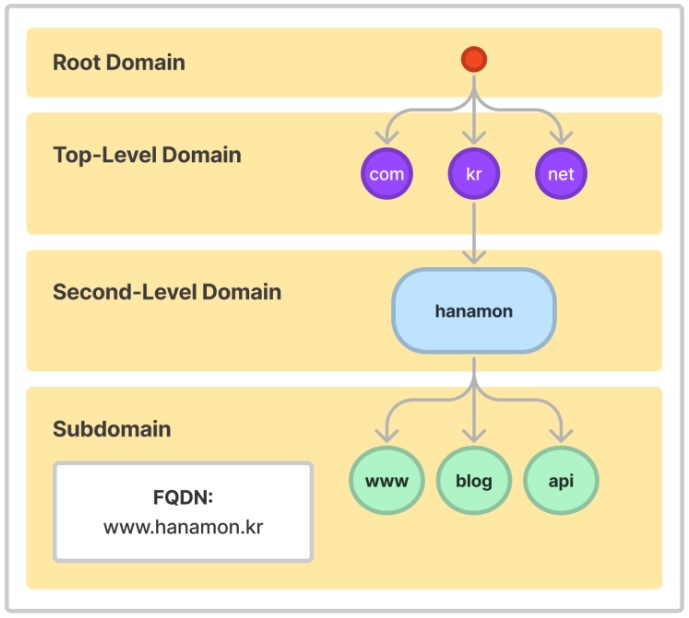 Root Domain
Top-Level Domain
com
kr
net
Second-Level Domain
hanamon
Subdomain
www
blog
api
FQDN:
www.hanamon.kr